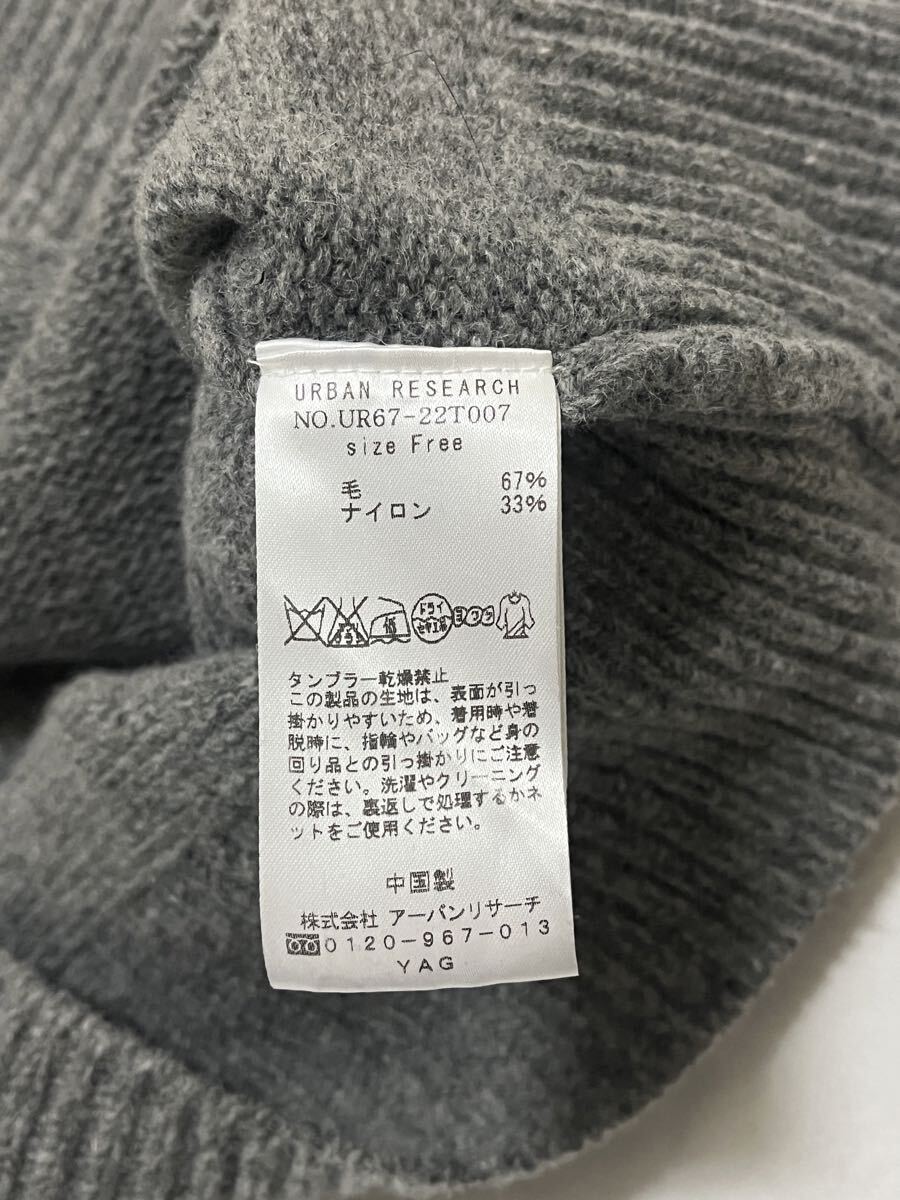 URBAN RESEARCH
NO.UR67-22T007
size Free
毛 67%
ナイロン 33%
ドライ
セキユ系
ヨワク
タンブラー乾燥禁止
この製品の生地は、表面が引っ
掛かりやすいため、着用時や着
脱時に、指輪やバッグなど身の
回り品との引っ掛かりにご注意
ください。洗濯やクリーニング
の際は、裏返しで処理するかネ
ットをご使用ください。
中国製
株式会社 アーバンリサーチ
0120-967-013
YAG